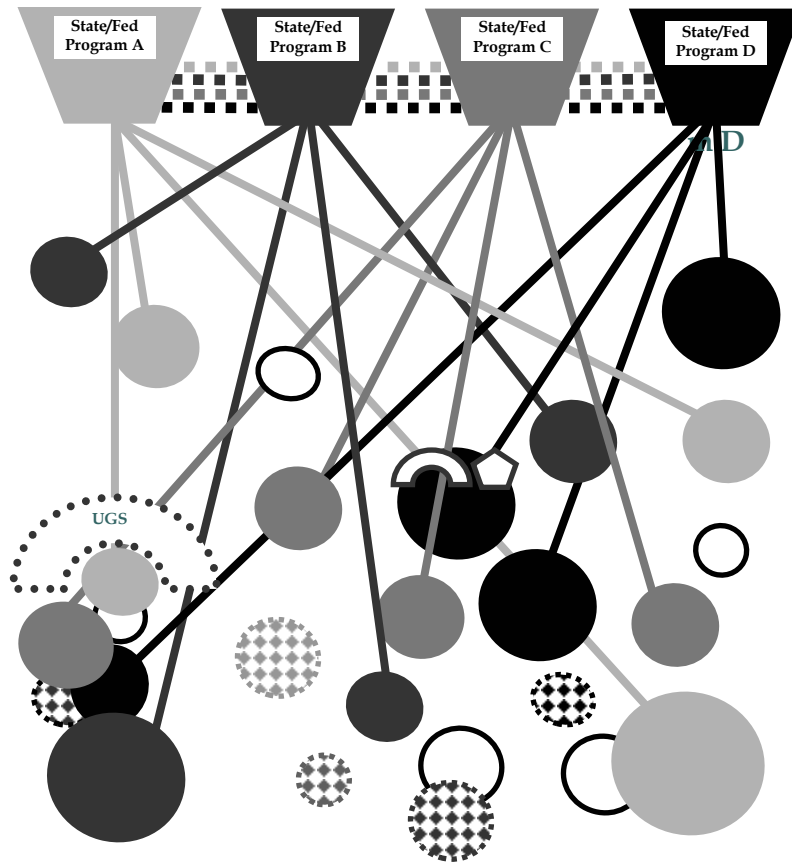 State/Fed
Program A
State/Fed
Program B
State/Fed
Program C
State/Fed
Program D
m D
UGS